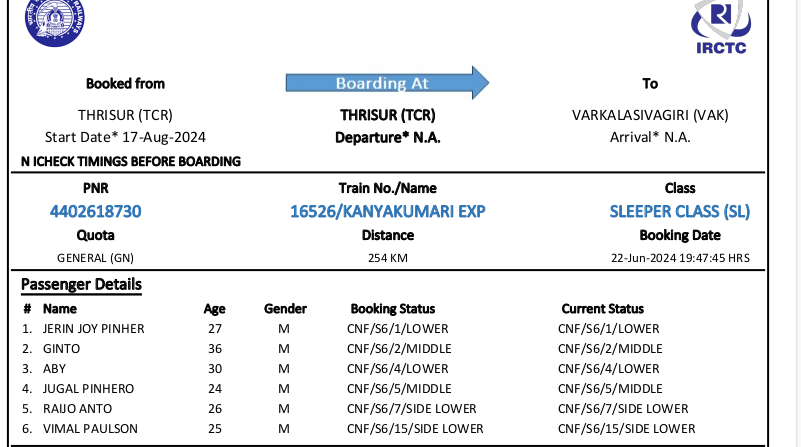 RAILWAYS
IRCTC
Booked from Boarding At To
THRISUR (TCR) THRISUR (TCR) VARKALASIVAGIRI (VAK)
Start Date* 17-Aug-2024 Departure* N.A. Arrival* N.A.
N ICHECK TIMINGS BEFORE BOARDING
PNR Train No./Name Class
4402618730 16526/KANYAKUMARI EXP SLEEPER CLASS (SL)
Quota Distance Booking Date
GENERAL (GN) 254 KM 22-Jun-2024 19:47:45 HRS
Passenger Details
# Name Age Gender Booking Status Current Status
1. JERIN JOY PINHER 27 M CNF/S6/1/LOWER CNF/S6/1/LOWER
2. GINTO 36 M CNF/S6/2/MIDDLE CNF/S6/2/MIDDLE
3. ABY 30 M CNF/S6/4/LOWER CNF/S6/4/LOWER
4. JUGAL PINHERO 24 M CNF/S6/5/MIDDLE CNF/S6/5/MIDDLE
5. RAIJO ANTO 26 M CNF/S6/7/SIDE LOWER CNF/S6/7/SIDE LOWER
6. VIMAL PAULSON 25 M CNF/S6/15/SIDE LOWER CNF/S6/15/SIDE LOWER